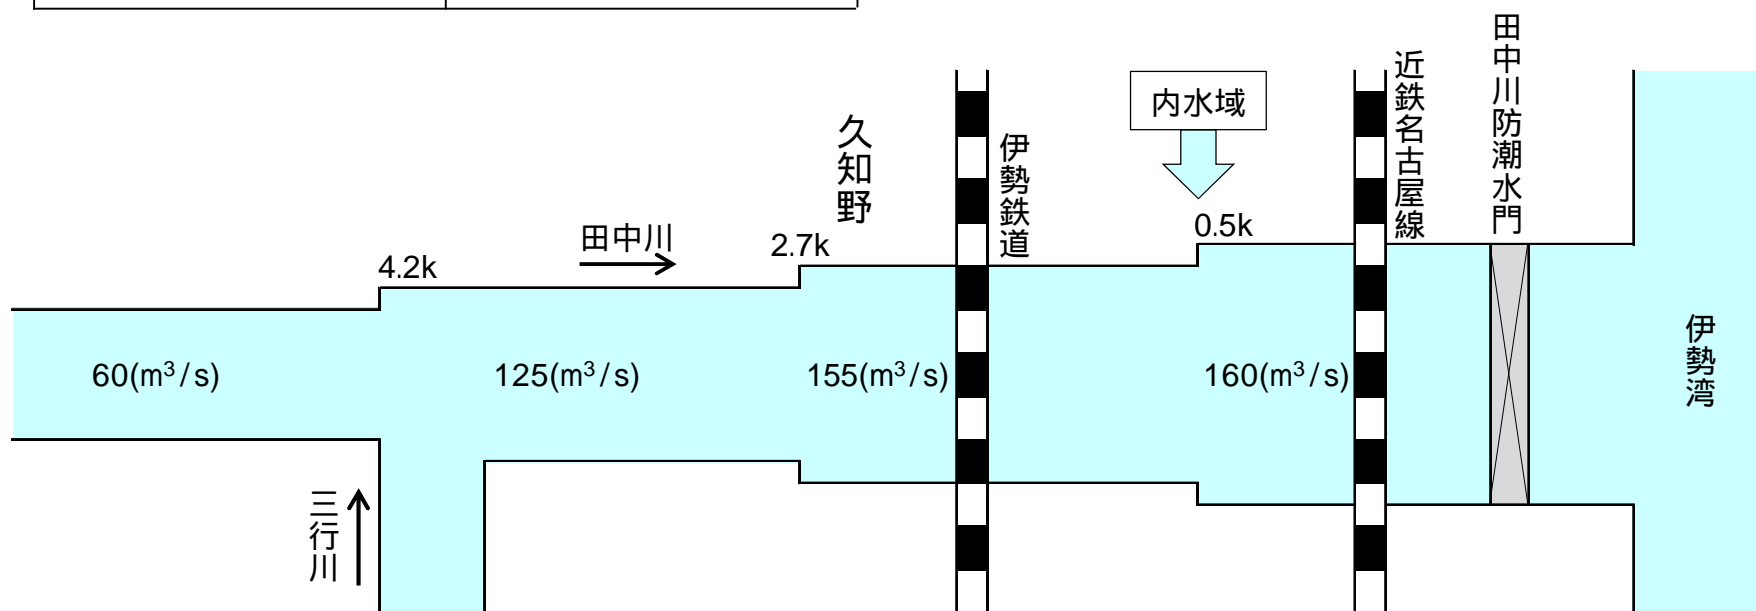 田中川防潮水門
近鉄名古屋線
内水域
久知野
伊勢鉄道
0.5k
田中川
2.7k
4.2k
伊勢湾
60(m³/s)
125(m³/s)
155(m³/s)
160(m³/s)
三行川